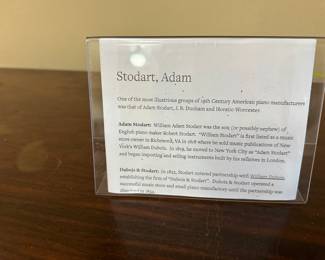 Stodart, Adam
One of the most illustrious groups of 19th Century American piano manufacturers
was that of Adam Stodart, J. B. Dunham and Horatio Worcester.
Adam Stodart: William Adam Stodart was the son (or possibly nephew) of
English piano maker Robert Stodart. "William Stodart" is first listed as a music
store owner in Richmond, VA in 1818 where he sold music publications of New
York's William Dubois. In 1819, he moved to New York City as "Adam Stodart"
and began importing and selling instruments built by his relatives in London.
Dubois & Stodart: In 1822, Stodart entered partnership with William Dubois,
establishing the firm of "Dubois & Stodart". Dubois & Stodart operated a
successful music store and small piano manufactory until the partnership was
dissolved in